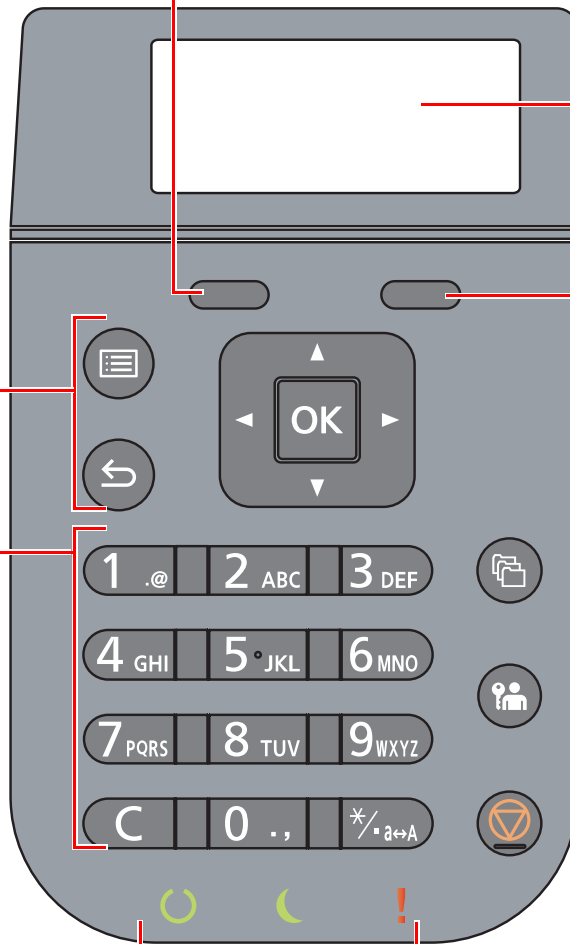 OK
1 .@ 2 ABC 3 DEF
4 GHI 5 JKL 6 MNO
7 PQRS 8 TUV 9 WXYZ
C 0 ., */. a↔A
!